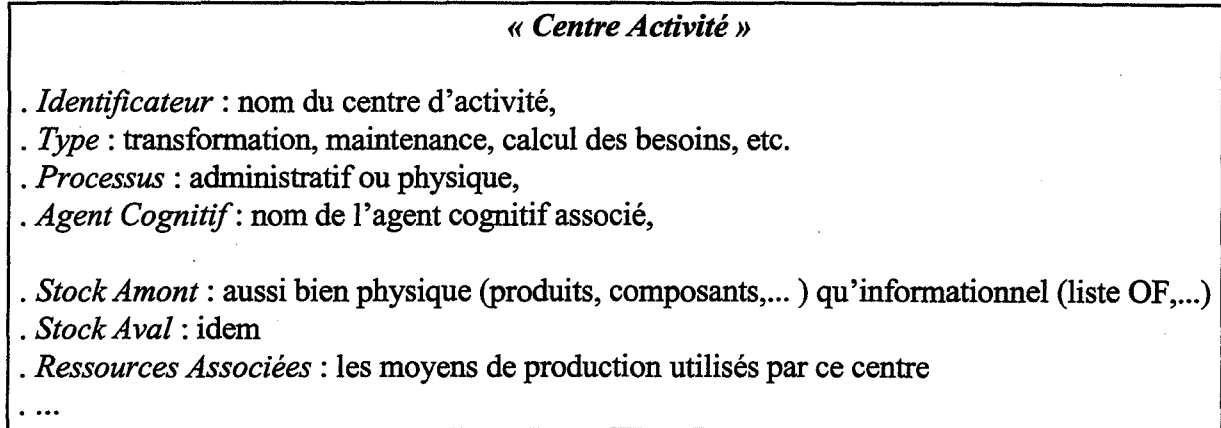 « Centre Activité »
. Identificateur : nom du centre d'activité,
. Type : transformation, maintenance, calcul des besoins, etc.
. Processus : administratif ou physique,
. Agent Cognitif : nom de l'agent cognitif associé,
. Stock Amont : aussi bien physique (produits, composants,... ) qu'informationnel (liste OF,...)
. Stock Aval : idem
. Ressources Associées : les moyens de production utilisés par ce centre
. ...